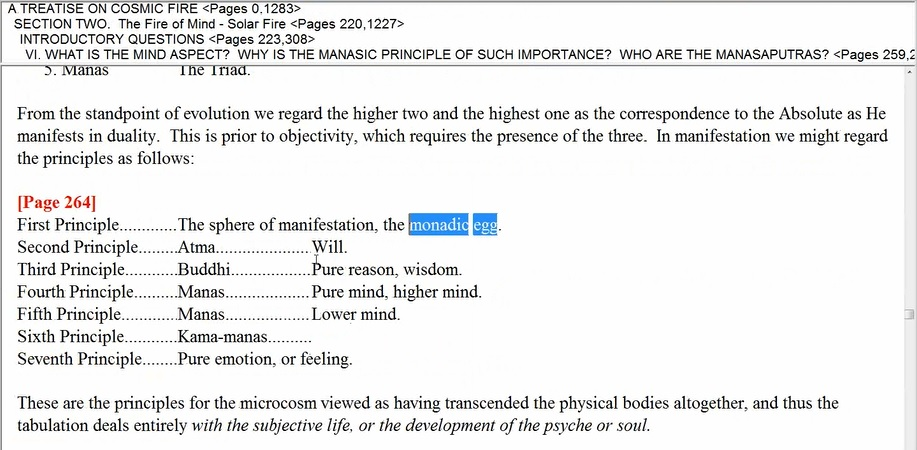 A TREATISE ON COSMIC FIRE <Pages 0,1283>
SECTION TWO. The Fire of Mind - Solar Fire <Pages 220,1227>
INTRODUCTORY QUESTIONS <Pages 223,308>
VI. WHAT IS THE MIND ASPECT? WHY IS THE MANASIC PRINCIPLE OF SUCH IMPORTANCE? WHO ARE THE MANASAPUTRAS? <Pages 259,2
5. Manas The Triad.
From the standpoint of evolution we regard the higher two and the highest one as the correspondence to the Absolute as He
manifests in duality. This is prior to objectivity, which requires the presence of the three. In manifestation we might regard
the principles as follows:
[Page 264]
First Principle............The sphere of manifestation, the monadic egg.
Second Principle........Atma......................Will.
Third Principle...........Buddhi...................Pure reason, wisdom.
Fourth Principle.........Manas....................Pure mind, higher mind.
Fifth Principle............Manas....................Lower mind.
Sixth Principle...........Kama-manas..........
Seventh Principle.......Pure emotion, or feeling.
These are the principles for the microcosm viewed as having transcended the physical bodies altogether, and thus the
tabulation deals entirely with the subjective life, or the development of the psyche or soul.